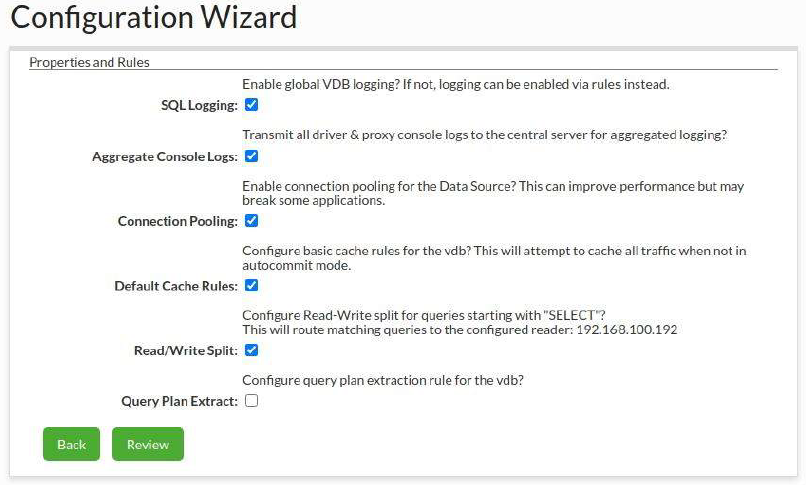 Configuration Wizard
Properties and Rules
Enable global VDB logging? If not, logging can be enabled via rules instead.
SQL Logging:
Transmit all driver & proxy console logs to the central server for aggregated logging?
Aggregate Console Logs:
Enable connection pooling for the Data Source? This can improve performance but may
break some applications.
Connection Pooling:
Configure basic cache rules for the vdb? This will attempt to cache all traffic when not in
autocommit mode.
Default Cache Rules:
Configure Read-Write split for queries starting with "SELECT"?
This will route matching queries to the configured reader: 192.168.100.192
Read/Write Split:
Configure query plan extraction rule for the vdb?
Query Plan Extract:
Back
Review